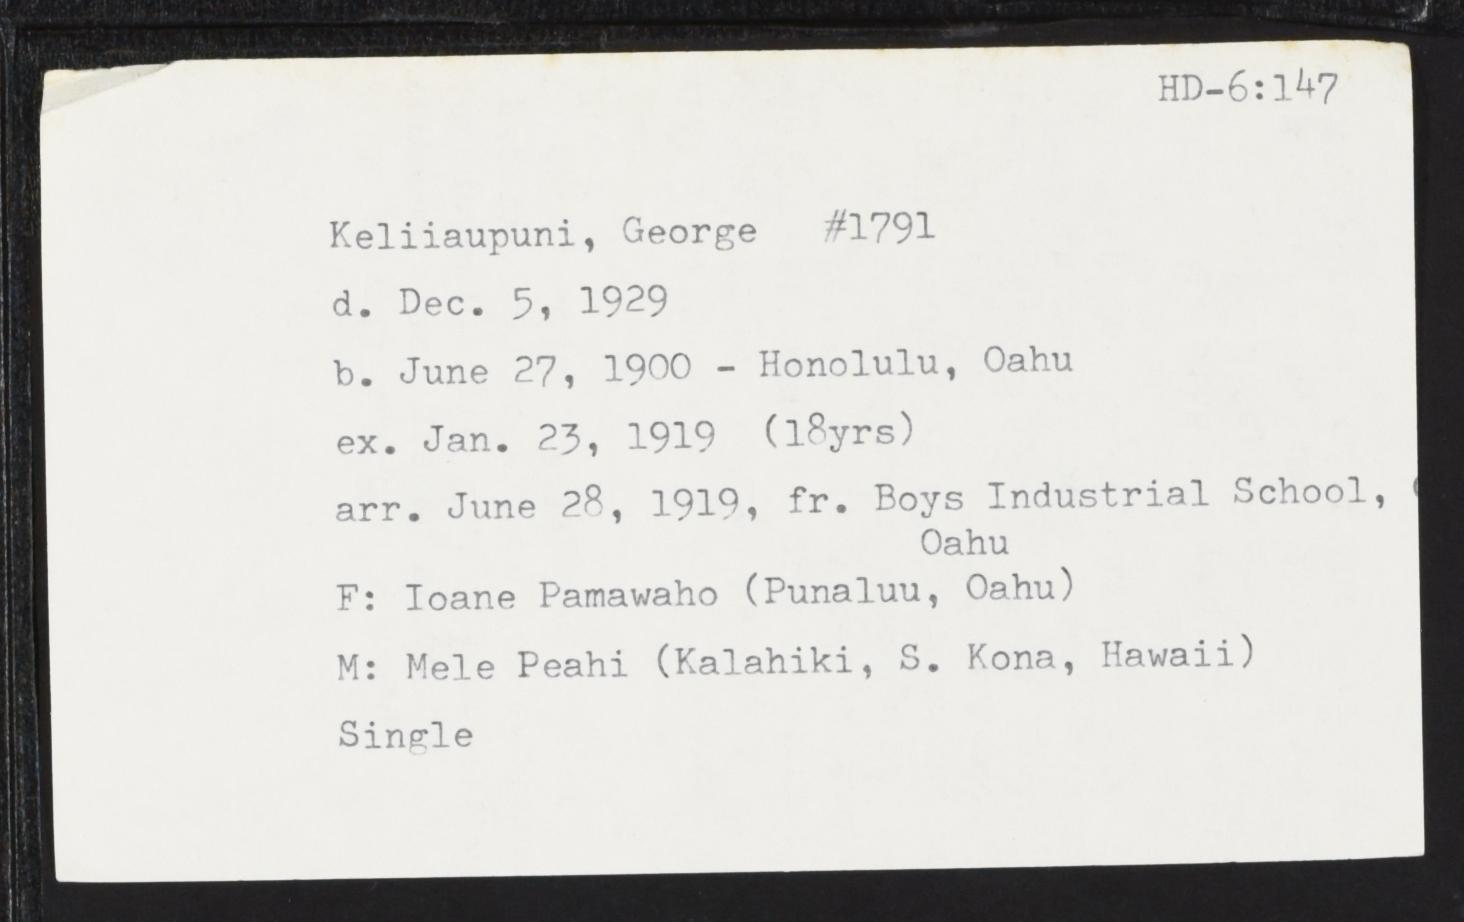 HD-6:147
Keliiaupuni, George #1791
d. Dec. 5, 1929
b. June 27, 1900 - Honolulu, Oahu
ex. Jan. 23, 1919 (18yrs)
arr. June 28, 1919, fr. Boys Industrial School,
Oahu
F: Ioane Pamawaho (Punaluu, Oahu)
M: Mele Peahi (Kalahiki, S. Kona, Hawaii)
Single